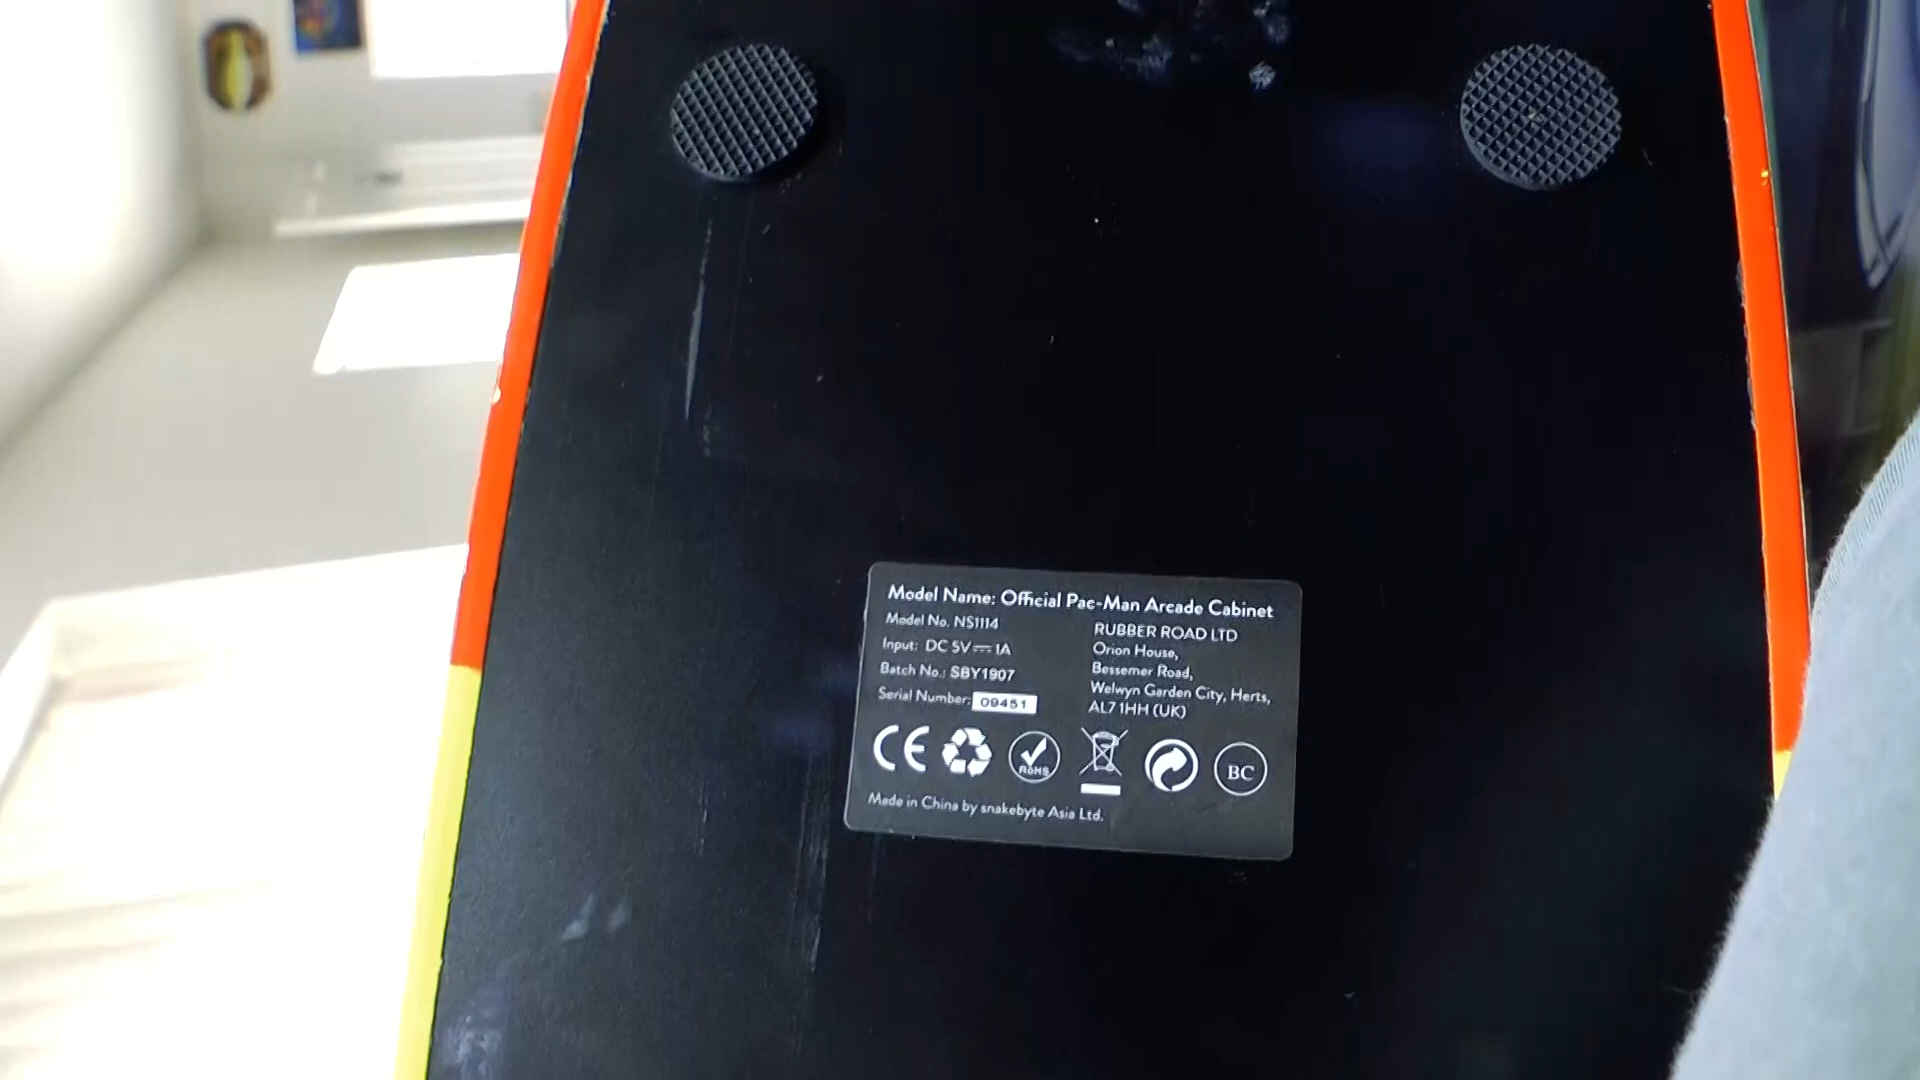 Model Name: Official Pac-Man Arcade Cabinet
Model No. NS1114
Input: DC 5V⎓1A
Batch No.: SBY1907
Serial Number: 09451
RUBBER ROAD LTD
Orion House,
Bessemer Road,
Welwyn Garden City, Herts,
AL7 1HH (UK)
CE
RoHS
BC
Made in China by snakebyte Asia Ltd.